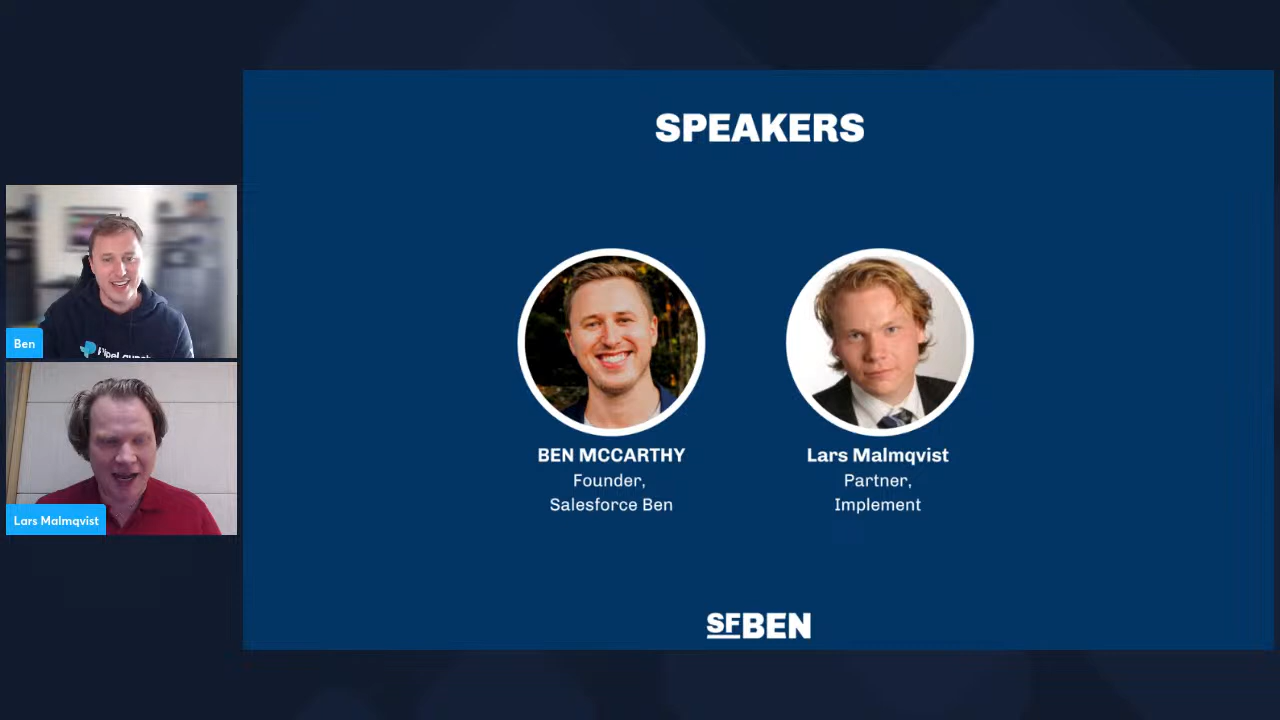 SPEAKERS
Ben
Lars Malmqvist
BEN MCCARTHY
Founder,
Salesforce Ben
Lars Malmqvist
Partner,
Implement
SFBEN